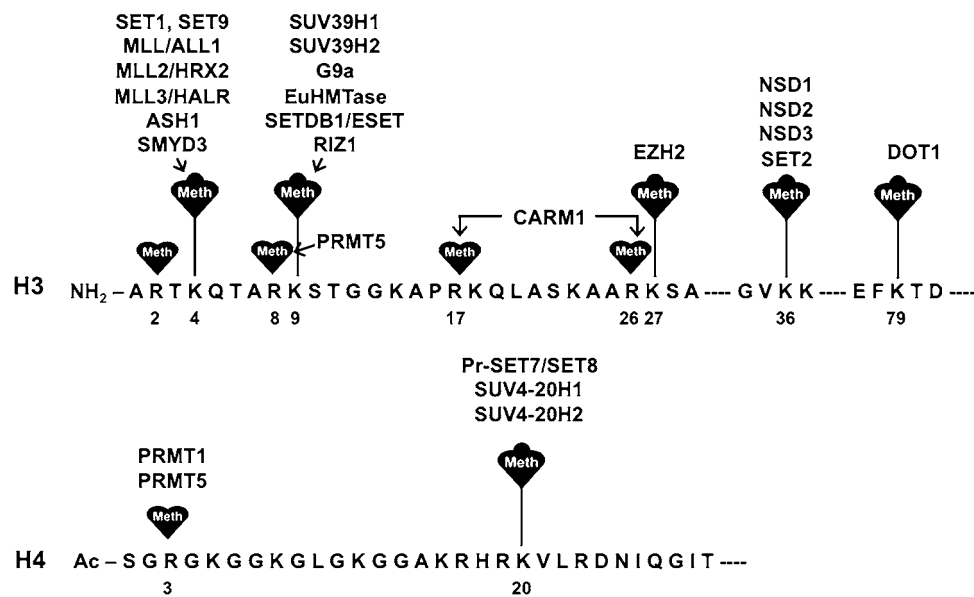 SET1, SET9
MLL/ALL1
MLL2/HRX2
MLL3/HALR
ASH1
SMYD3
SUV39H1
SUV39H2
G9a
EuHMTase
SETDB1/ESET
RIZ1
EZH2
NSD1
NSD2
NSD3
SET2
DOT1
Meth
Meth
Meth
Meth
Meth
CARM1
PRMT5
Meth
Meth
Meth
Meth
H3
NH2 – A R T K Q T A R K S T G G K A P R K Q L A S K A A R K S A ---- G V K K ---- E F K T D ----
2 4 8 9 17 26 27 36 79
Pr-SET7/SET8
SUV4-20H1
SUV4-20H2
Meth
PRMT1
PRMT5
Meth
H4
Ac – S G R G K G G K G L G K G G A K R H R K V L R D N I Q G I T ----
3 20